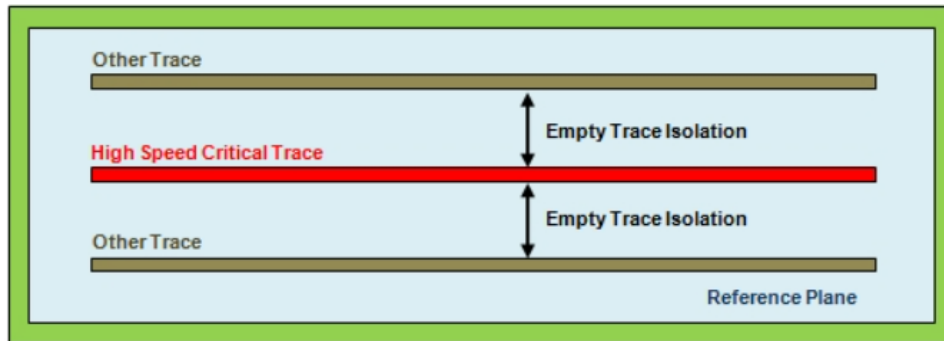 Other Trace
Empty Trace Isolation
High Speed Critical Trace
Empty Trace Isolation
Other Trace
Reference Plane